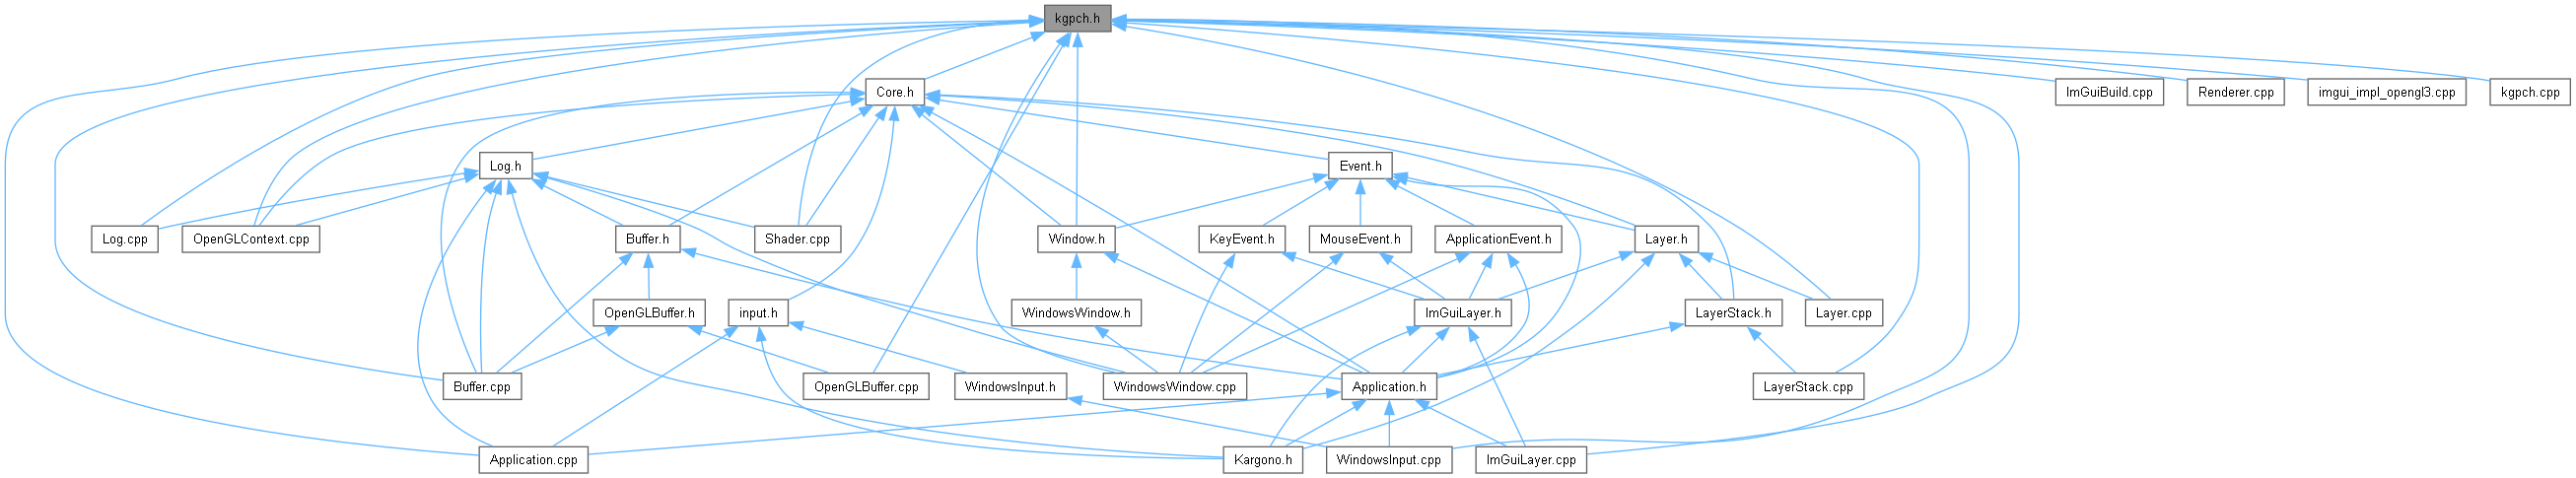 kgpch.h
Core.h
ImGuiBuild.cpp
Renderer.cpp
imgui_impl_opengl3.cpp
kgpch.cpp
Log.h
Event.h
Log.cpp
OpenGLContext.cpp
Buffer.h
Shader.cpp
Window.h
KeyEvent.h
MouseEvent.h
ApplicationEvent.h
Layer.h
OpenGLBuffer.h
input.h
WindowsWindow.h
ImGuiLayer.h
LayerStack.h
Layer.cpp
Buffer.cpp
OpenGLBuffer.cpp
WindowsInput.h
WindowsWindow.cpp
Application.h
LayerStack.cpp
Application.cpp
Kargono.h
WindowsInput.cpp
ImGuiLayer.cpp